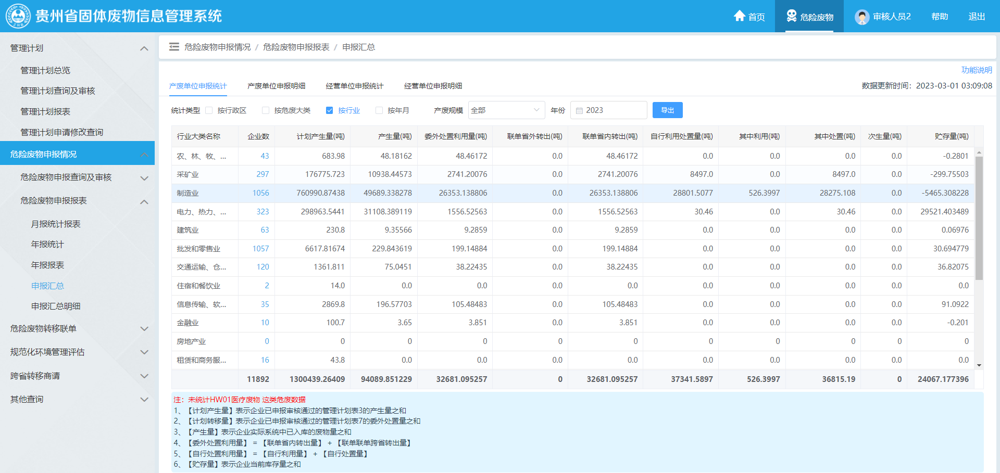 贵州省固体废物信息管理系统
首页
危险废物
审核人员2
帮助
退出
管理计划
管理计划总览
管理计划查询及审核
管理计划报表
管理计划申请修改查询
危险废物申报情况
危险废物申报查询及审核
危险废物申报报表
月报统计报表
年报统计
年报报表
申报汇总
申报汇总明细
危险废物转移联单
规范化环境管理评估
跨省转移商请
其他查询
危险废物申报情况 / 危险废物申报报表 / 申报汇总
功能说明
产废单位申报统计 产废单位申报明细 经营单位申报统计 经营单位申报明细 数据更新时间：2023-03-01 03:09:08
统计类型 按行政区 按危废大类 按行业 按年月 产废规模 全部 年份 2023 导出
行业大类名称 企业数 计划产生量(吨) 产生量(吨) 委外处置利用量(吨) 联单省外转出(吨) 联单省内转出(吨) 自行利用处置量(吨) 其中利用(吨) 其中处置(吨) 次生量(吨) 贮存量(吨)
农、林、牧、... 43 683.98 48.18162 48.46172 0.0 48.46172 0.0 0.0 0.0 0.0 -0.2801
采矿业 297 176775.723 10938.44573 2741.20076 0.0 2741.20076 8497.0 0.0 8497.0 0.0 -299.75503
制造业 1056 760990.87438 49689.338278 26353.138806 0.0 26353.138806 28801.5077 526.3997 28275.108 0.0 -5465.308228
电力、热力、... 323 298963.5441 31108.389119 1556.52563 0.0 1556.52563 30.46 0.0 30.46 0.0 29521.403489
建筑业 63 230.8 9.35566 9.2859 0.0 9.2859 0.0 0.0 0.0 0.0 0.06976
批发和零售业 1057 6617.81674 229.843619 199.14884 0.0 199.14884 0.0 0.0 0.0 0.0 30.694779
交通运输、仓... 120 1361.811 75.0451 38.22435 0.0 38.22435 0.0 0.0 0.0 0.0 36.82075
住宿和餐饮业 2 14.0 0.0 0.0 0.0 0.0 0.0 0.0 0.0 0.0 0.0
信息传输、软... 35 2869.8 196.57703 105.48483 0.0 105.48483 0.0 0.0 0.0 0.0 91.0922
金融业 10 100.7 3.65 3.851 0.0 3.851 0.0 0.0 0.0 0.0 -0.201
房地产业 0 0 0 0 0 0 0 0 0 0 0
租赁和商务服... 16 43.8 0.0 0.0 0.0 0.0 0.0 0.0 0.0 0.0 0.0
11892 1300439.26409 94089.851229 32681.095257 0 32681.095257 37341.5897 526.3997 36815.19 0 24067.177396
注：未统计HW01医疗废物 这类危废数据
1、【计划产生量】表示企业已申报审核通过的管理计划表3的产生量之和
2、【计划转移量】表示企业已申报审核通过的管理计划表7的委外处置量之和
3、【产生量】表示企业实际系统中已入库的废物量之和
4、【委外处置利用量】 = 【联单省内转出量】 + 【联单联单跨省转出量】
5、【自行处置利用量】 = 【自行利用量】 + 【自行处置量】
6、【贮存量】表示企业当前库存量之和